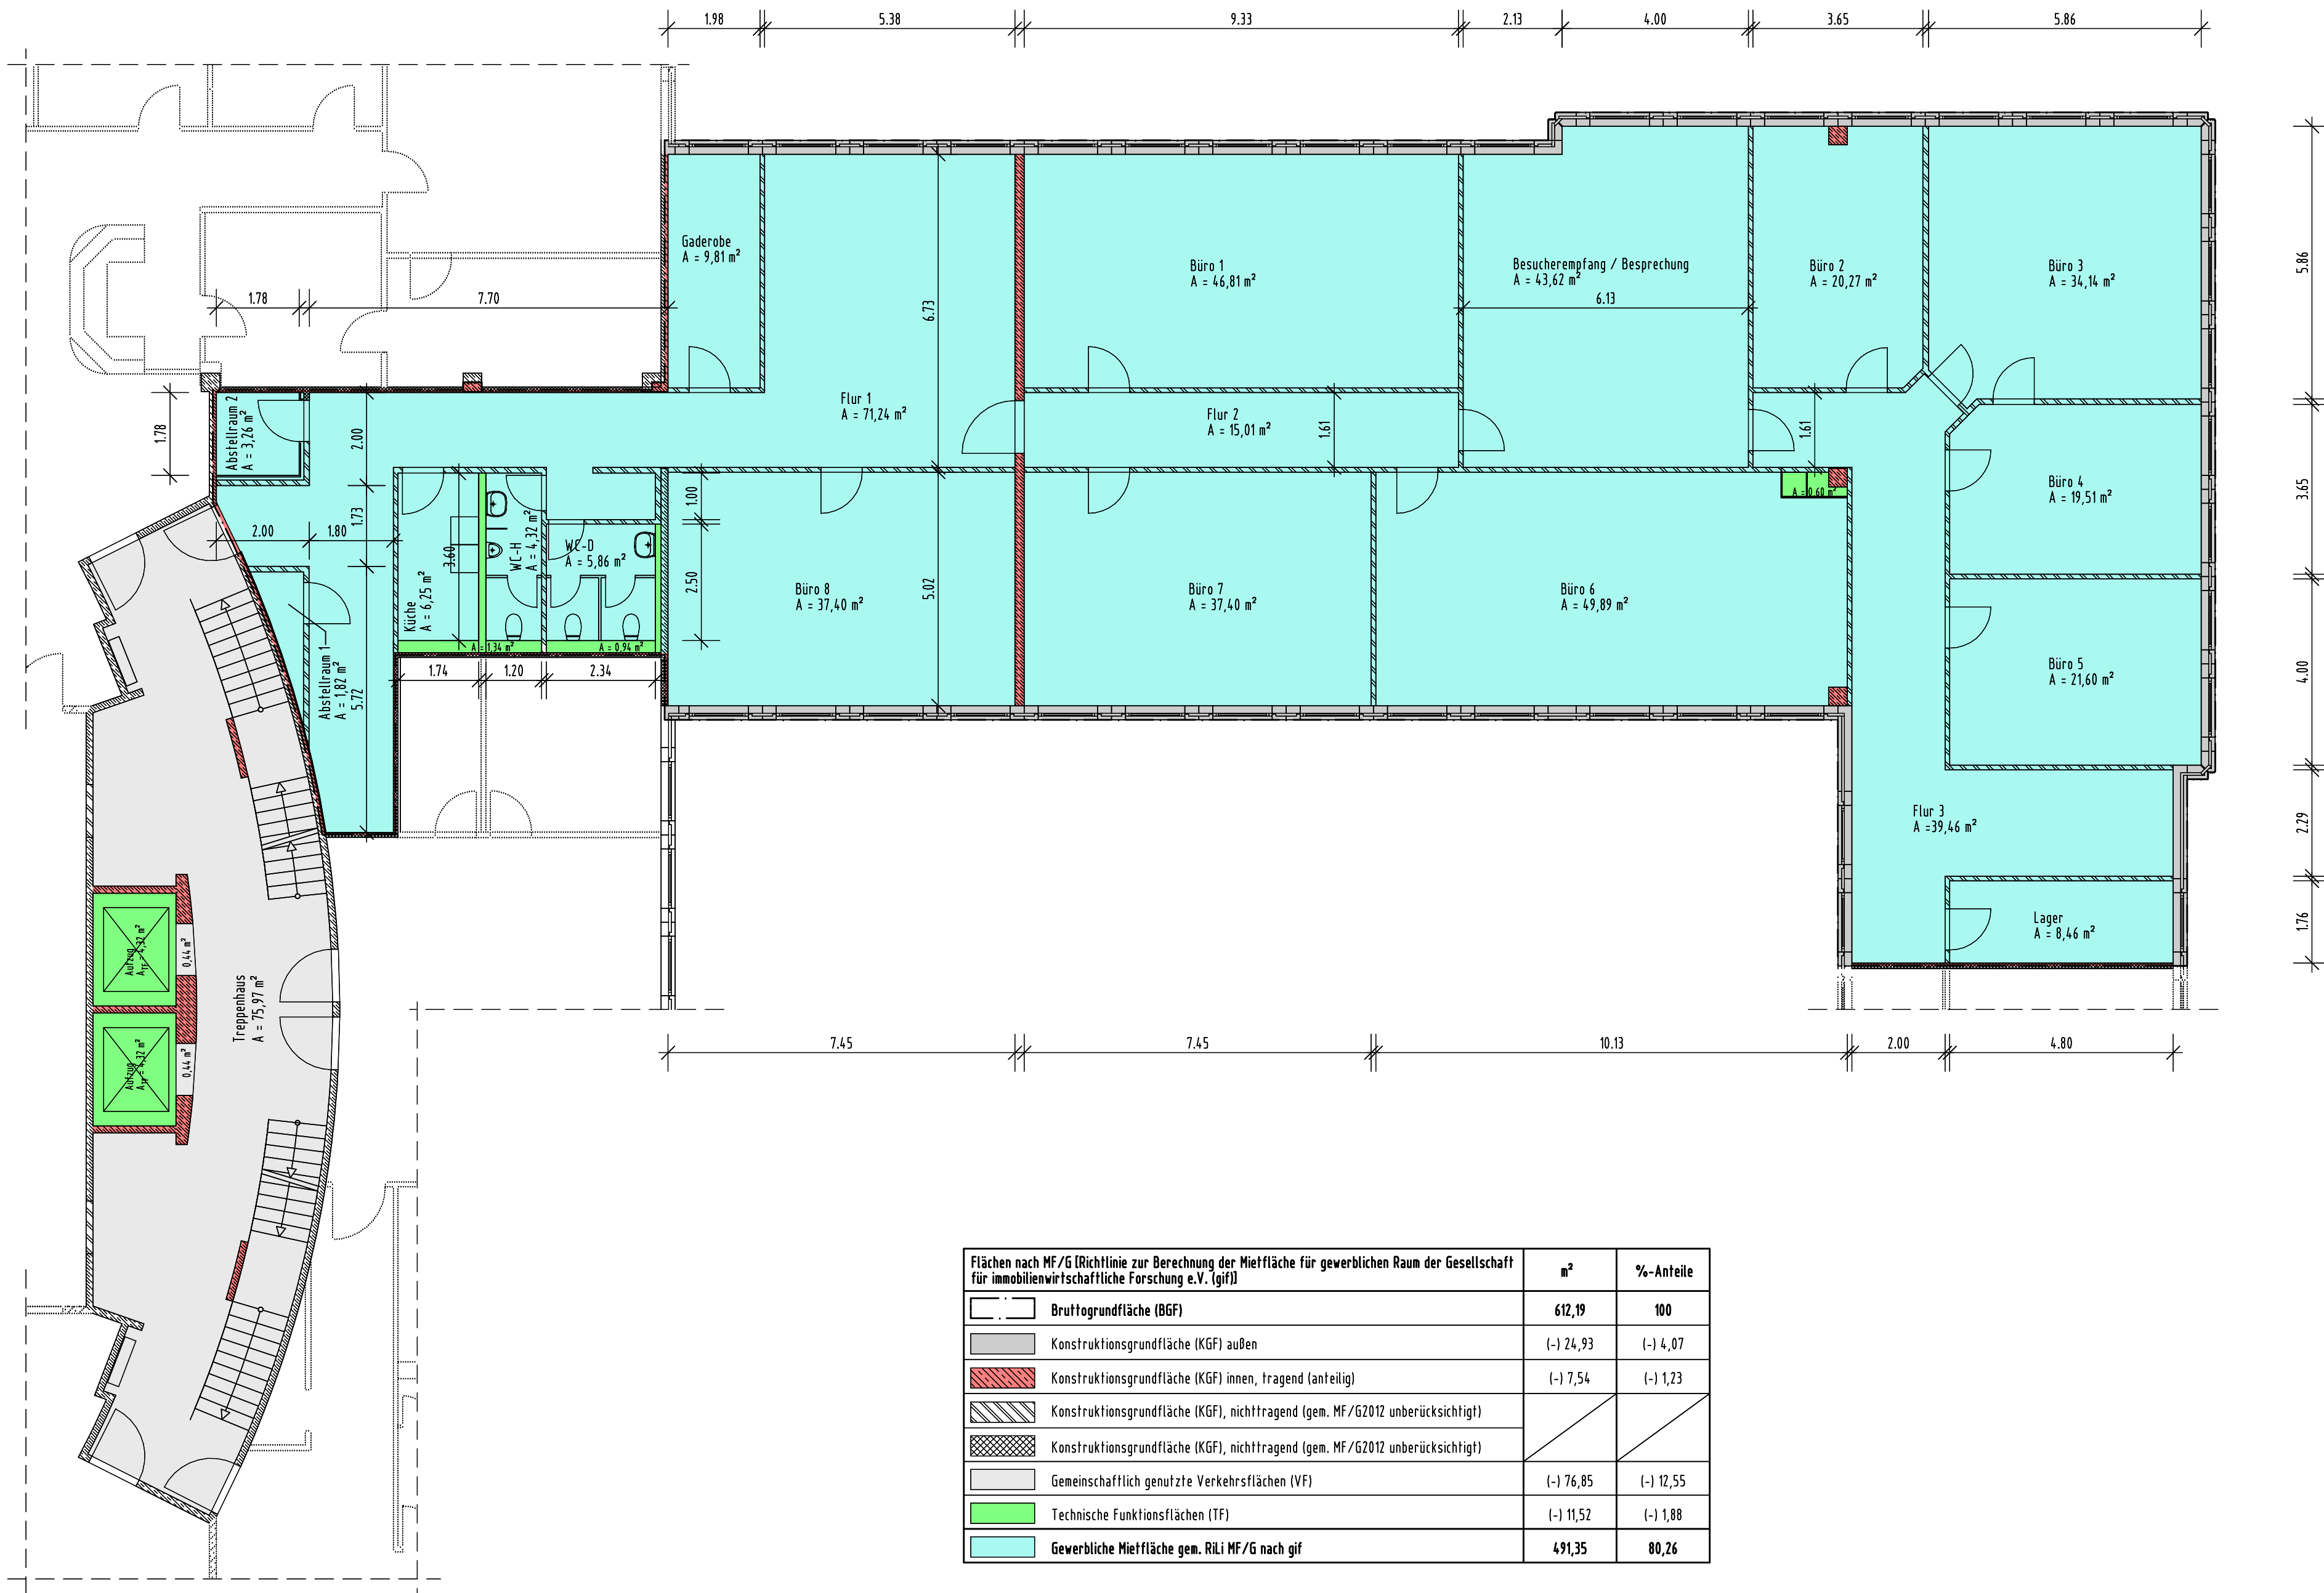 1.98
5.38
9.33
2.13
4.00
3.65
5.86
Gaderobe
A = 9,81 m²
Büro 1
A = 46,81 m²
Besucherempfang / Besprechung
A = 43,62 m²
6.13
Büro 2
A = 20,27 m²
Büro 3
A = 34,14 m²
5.86
1.78
7.70
6.73
Abstellraum 2
A = 3,26 m²
1.78
2.00
Flur 1
A = 71,24 m²
Flur 2
A = 15,01 m²
1.61
1.61
Büro 4
A = 19,51 m²
3.65
A = 0.60 m²
2.00
1.80
1.73
3.60
1.00
2.50
WC-H
A = 4,32 m²
WC-D
A = 5,86 m²
Küche
A = 6,25 m²
Büro 8
A = 37,40 m²
5.02
Büro 7
A = 37,40 m²
Büro 6
A = 49,89 m²
Büro 5
A = 21,60 m²
4.00
Abstellraum 1
A = 1,82 m²
5.72
A = 1,34 m²
A = 0,94 m²
1.74
1.20
2.34
Flur 3
A =39,46 m²
2.29
Lager
A = 8,46 m²
1.76
Aufzug
A TF = 4,32 m²
0,44 m²
Treppenhaus
A = 75,97 m²
Aufzug
A TF = 4,32 m²
0,44 m²
7.45
7.45
10.13
2.00
4.80
Flächen nach MF/G [Richtlinie zur Berechnung der Mietfläche für gewerblichen Raum der Gesellschaft
für immobilienwirtschaftliche Forschung e.V. (gif)]
m²
%-Anteile
Bruttogrundfläche (BGF) 612,19 100
Konstruktionsgrundfläche (KGF) außen (-) 24,93 (-) 4,07
Konstruktionsgrundfläche (KGF) innen, tragend (anteilig) (-) 7,54 (-) 1,23
Konstruktionsgrundfläche (KGF), nichttragend (gem. MF/G2012 unberücksichtigt)
Konstruktionsgrundfläche (KGF), nichttragend (gem. MF/G2012 unberücksichtigt)
Gemeinschaftlich genutzte Verkehrsflächen (VF) (-) 76,85 (-) 12,55
Technische Funktionsflächen (TF) (-) 11,52 (-) 1,88
Gewerbliche Mietfläche gem. RiLi MF/G nach gif 491,35 80,26